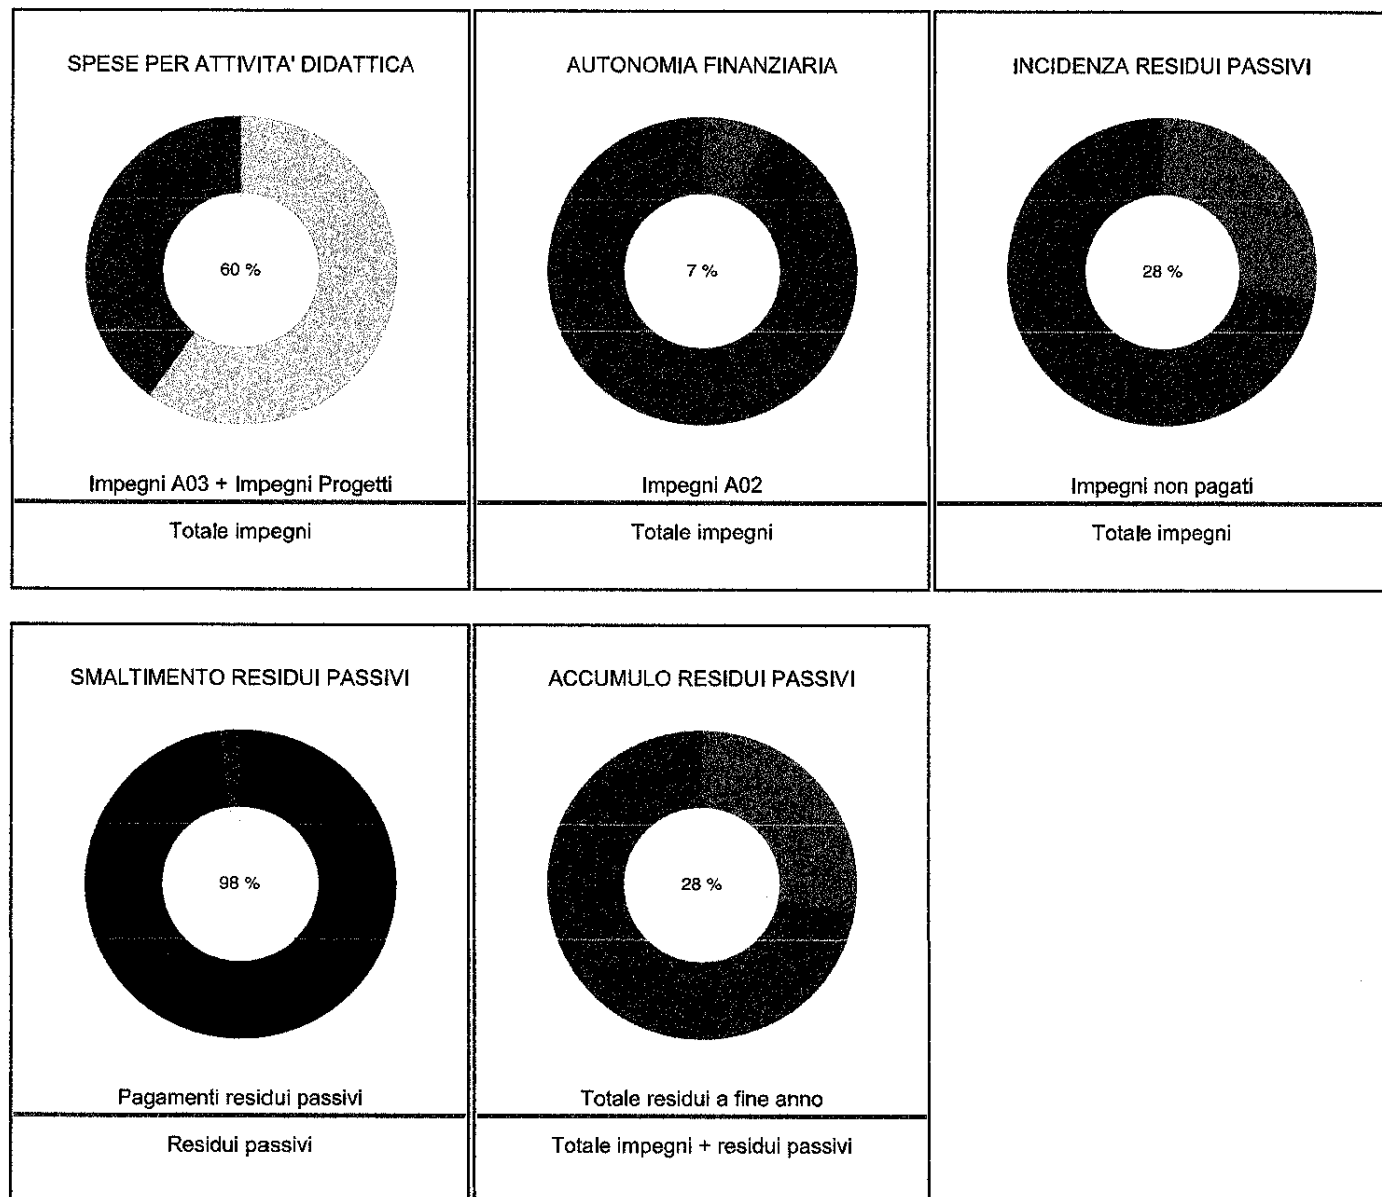 SPESE PER ATTIVITA' DIDATTICA
60 %
Impegni A03 + Impegni Progetti
Totale impegni
AUTONOMIA FINANZIARIA
7 %
Impegni A02
Totale impegni
INCIDENZA RESIDUI PASSIVI
28 %
Impegni non pagati
Totale impegni
SMALTIMENTO RESIDUI PASSIVI
98 %
Pagamenti residui passivi
Residui passivi
ACCUMULO RESIDUI PASSIVI
28 %
Totale residui a fine anno
Totale impegni + residui passivi